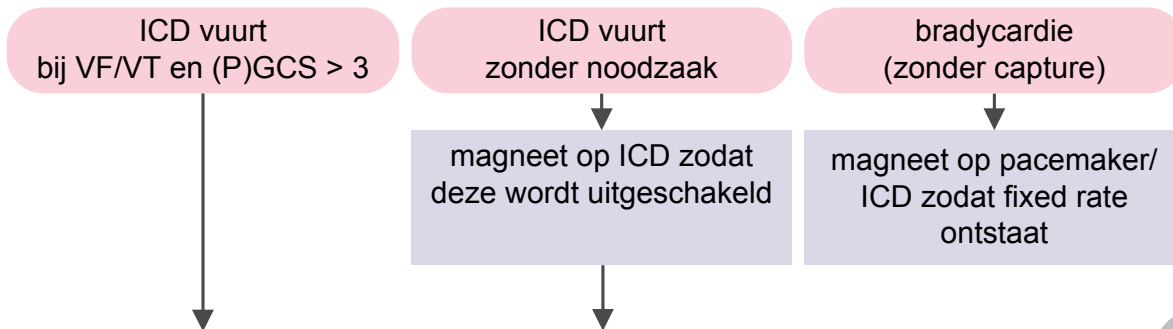 ICD vuurt
bij VF/VT en (P)GCS > 3
ICD vuurt
zonder noodzaak
bradycardie
(zonder capture)
magneet op ICD zodat
deze wordt uitgeschakeld
magneet op pacemaker/
ICD zodat fixed rate
ontstaat